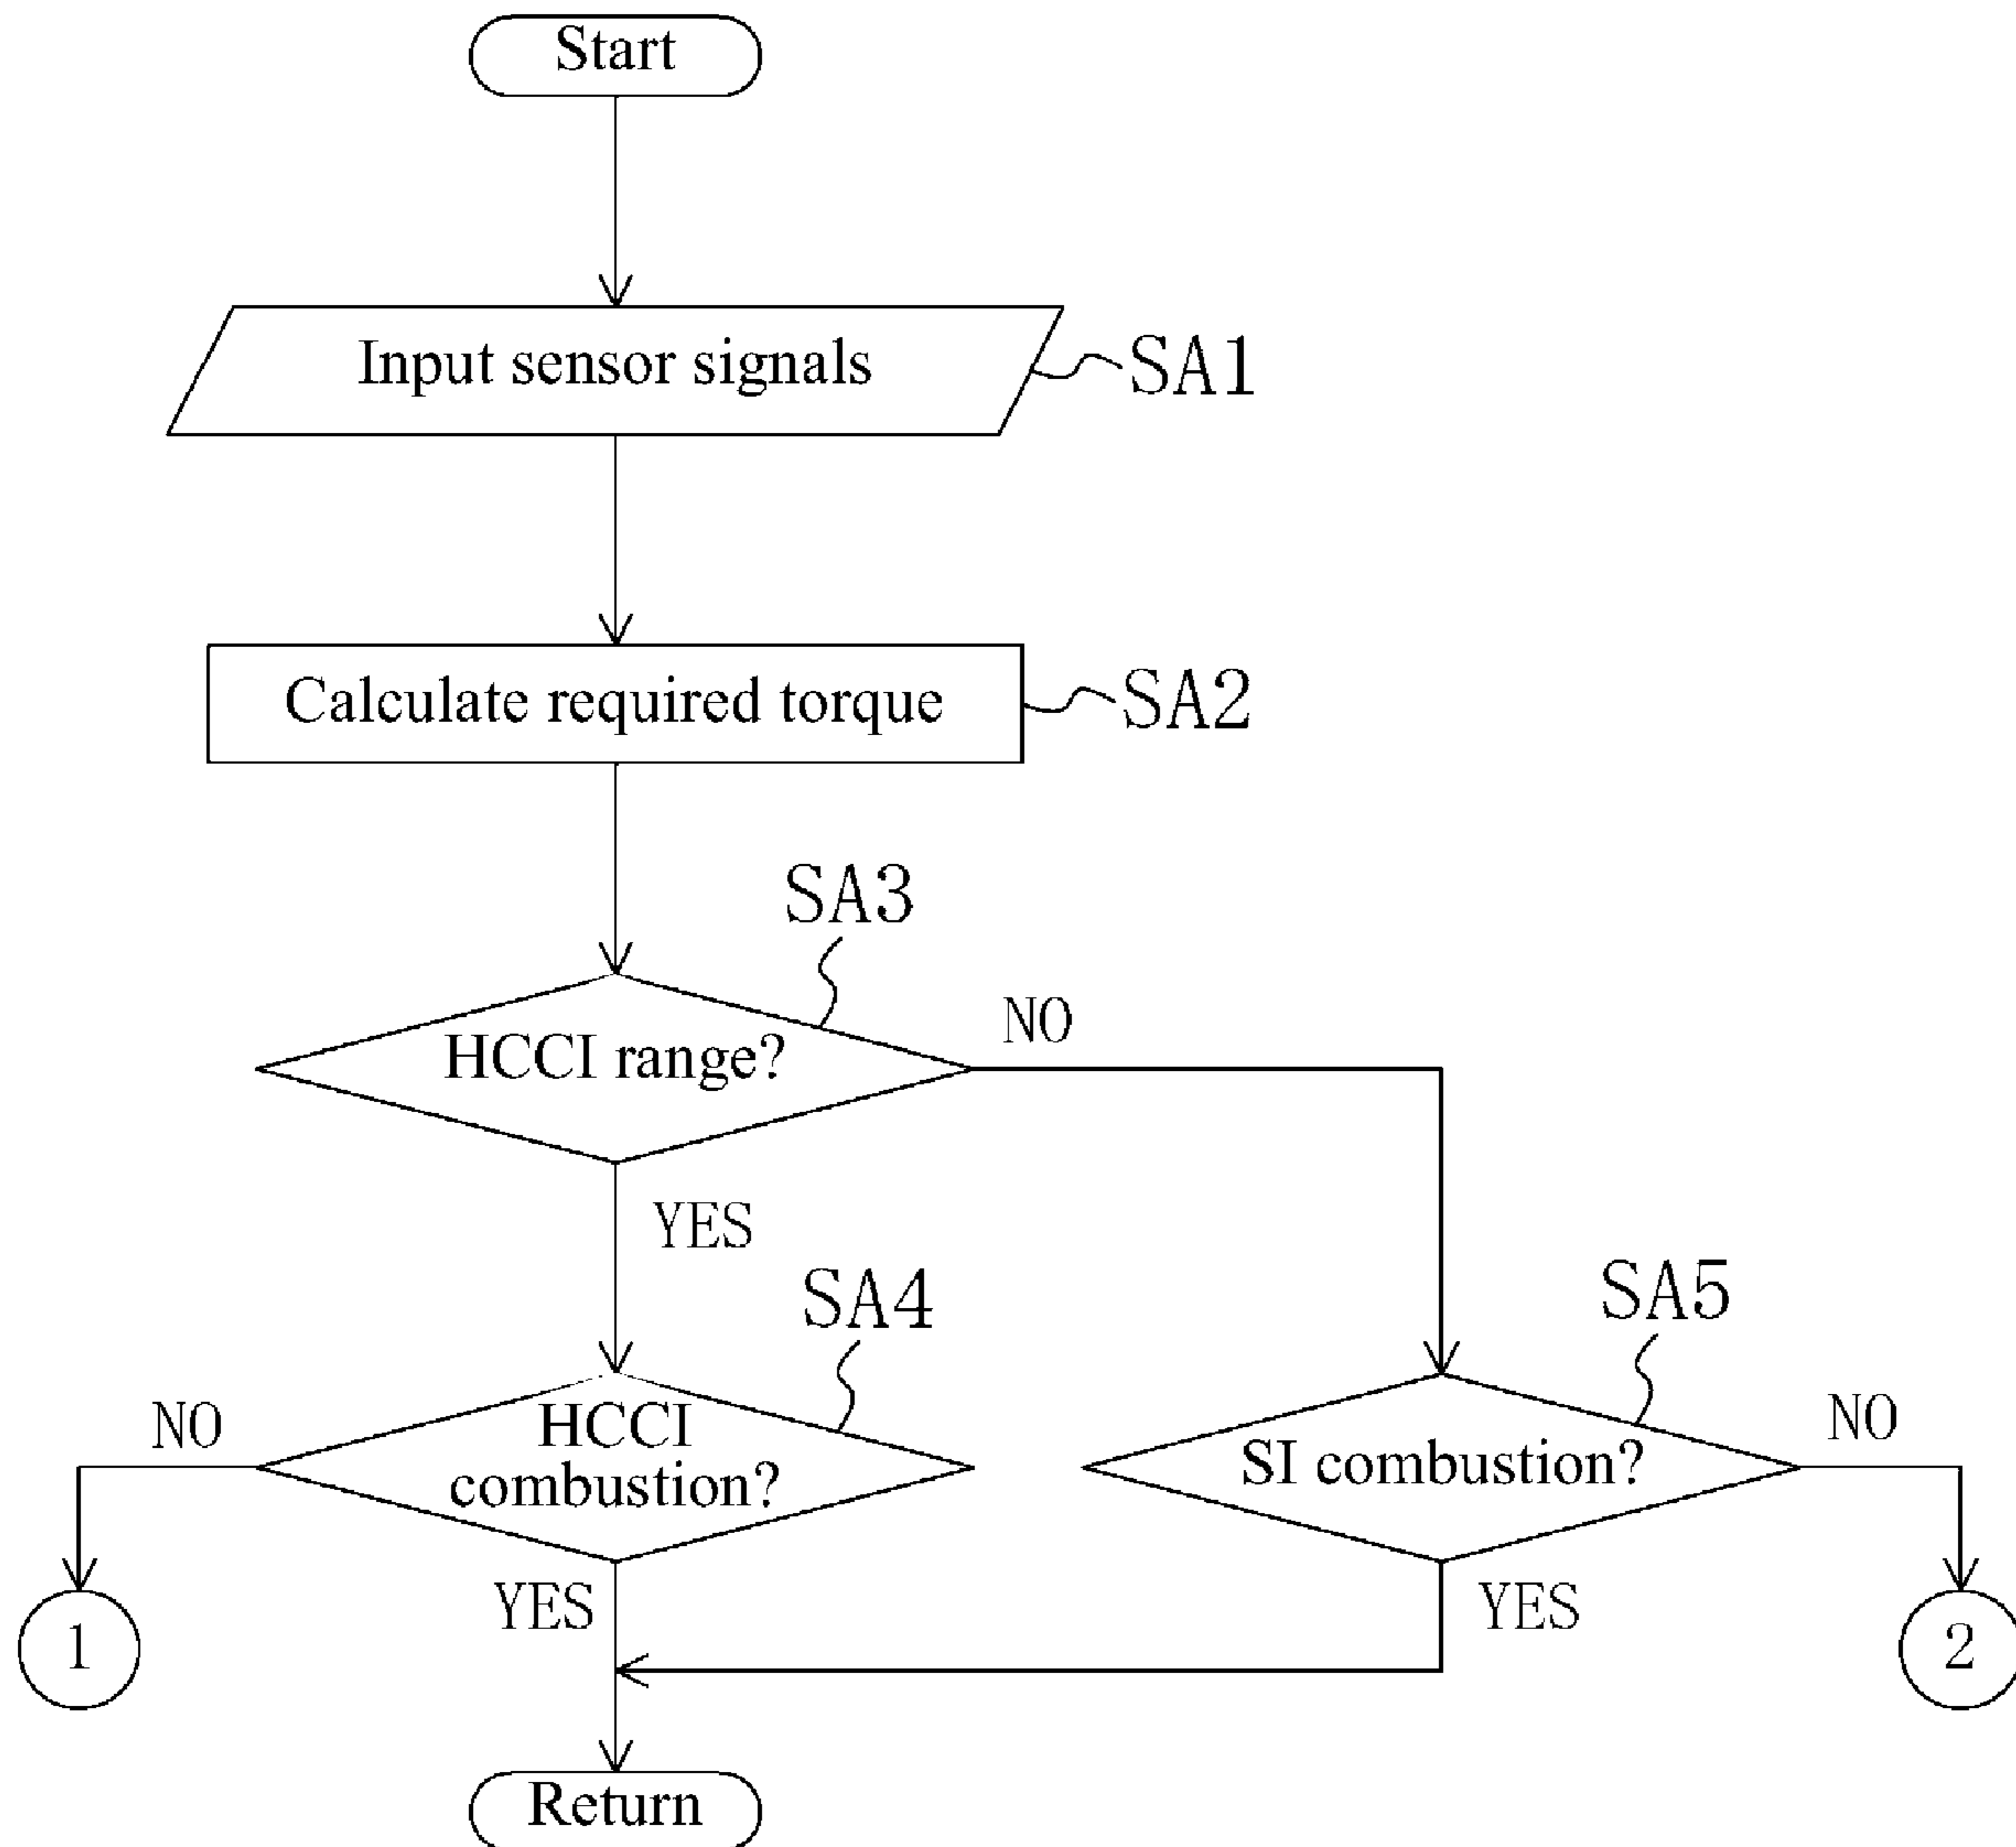 Start
Input sensor signals
SA1
Calculate required torque
SA2
SA3
HCCI range?
NO
YES
SA4
SA5
NO
HCCI
combustion?
SI combustion?
NO
YES
YES
1
2
Return